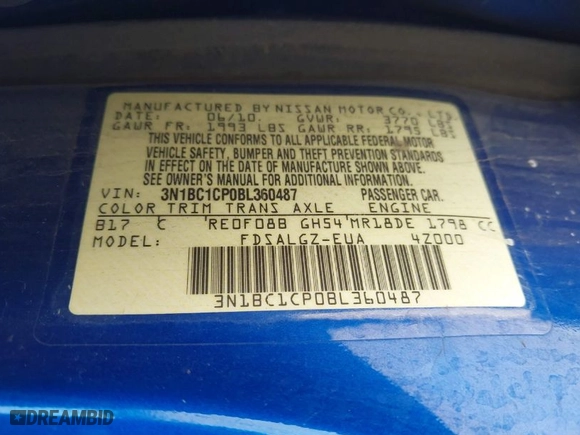 MANUFACTURED BY NISSAN MOTOR CO., LTD.
DATE: 06/10. GVWR: 3770 LBS
GAWR FR: 1993 LBS GAWR RR: 1795 LBS
THIS VEHICLE CONFORMS TO ALL APPLICABLE FEDERAL MOTOR
VEHICLE SAFETY, BUMPER AND THEFT PREVENTION STANDARDS
IN EFFECT ON THE DATE OF MANUFACTURE SHOWN ABOVE.
SEE OWNER'S MANUAL FOR ADDITIONAL INFORMATION.
VIN: 3N1BC1CP0BL360487 PASSENGER CAR.
COLOR TRIM TRANS AXLE ENGINE
B17 C RE0F08B GH54 MR18DE 1798 CC
MODEL: FDSALGZ-EUA 4Z000
3N1BC1CP0BL360487
DREAMBID